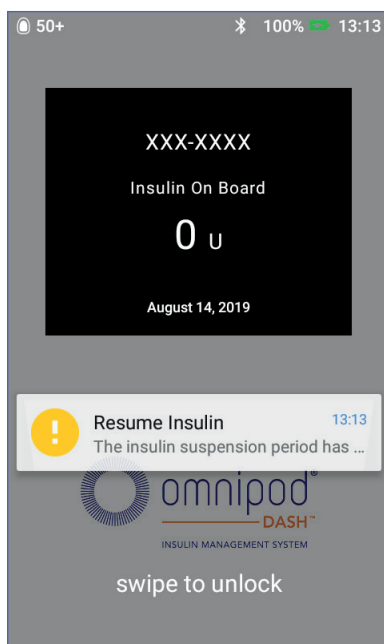 50+ 100% 13:13
XXX-XXXX
Insulin On Board
0 U
August 14, 2019
Resume Insulin 13:13
The insulin suspension period has ...
omnipod®
DASH™
INSULIN MANAGEMENT SYSTEM
swipe to unlock